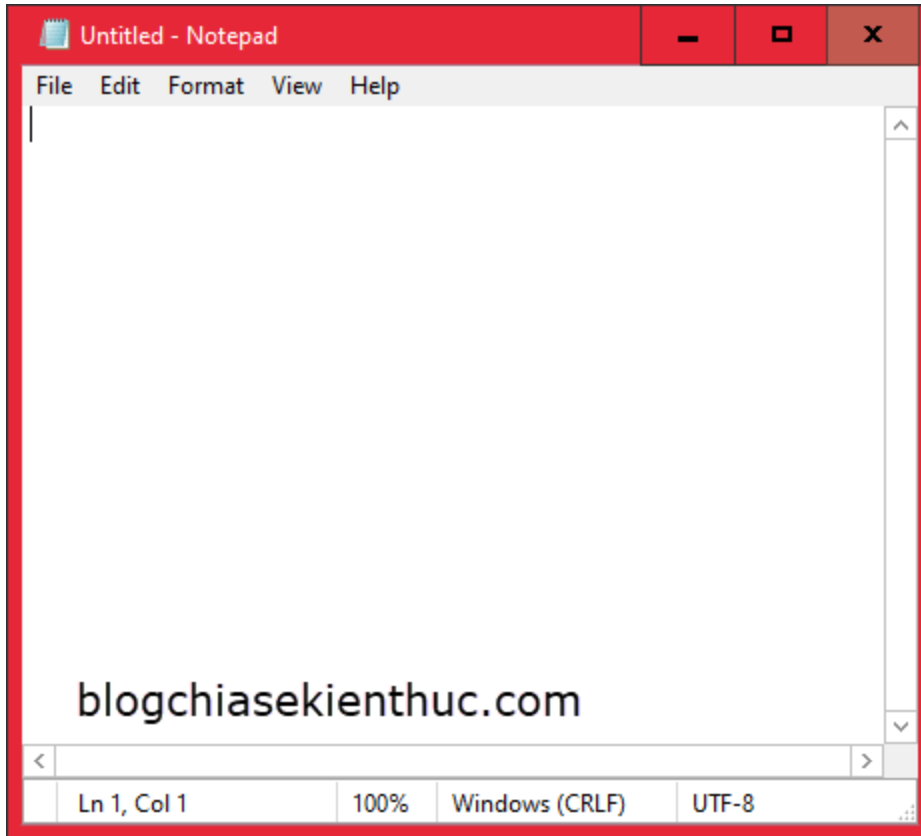 Untitled - Notepad
File Edit Format View Help
blogchiasekienthuc.com
Ln 1, Col 1 100% Windows (CRLF) UTF-8